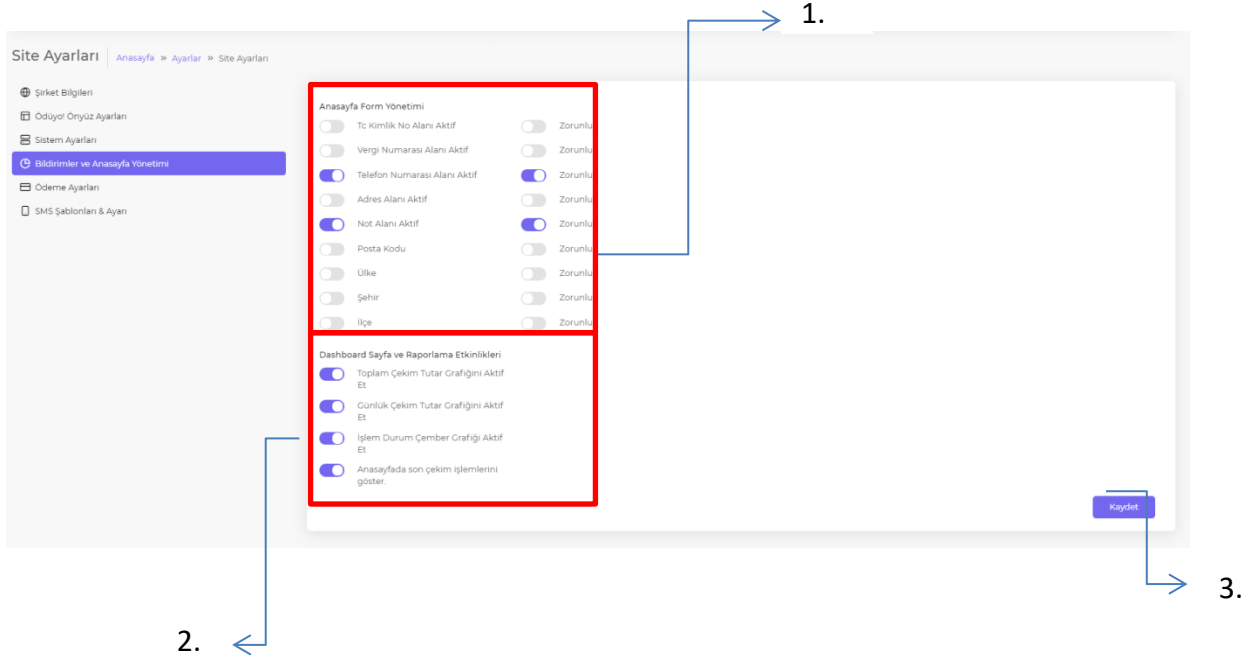 1.
Site Ayarları Anasayfa » Ayarlar » Site Ayarları
Şirket Bilgileri
Ödüyo! Önyüz Ayarları
Sistem Ayarları
Bildirimler ve Anasayfa Yönetimi
Ödeme Ayarları
SMS Şablonları & Ayarı
Anasayfa Form Yönetimi
Tc Kimlik No Alanı Aktif Zorunlu
Vergi Numarası Alanı Aktif Zorunlu
Telefon Numarası Alanı Aktif Zorunlu
Adres Alanı Aktif Zorunlu
Not Alanı Aktif Zorunlu
Posta Kodu Zorunlu
Ülke Zorunlu
Şehir Zorunlu
İlçe Zorunlu
Dashboard Sayfa ve Raporlama Etkinlikleri
Toplam Çekim Tutar Grafiğini Aktif
Et
Günlük Çekim Tutar Grafiğini Aktif
Et
İşlem Durum Çember Grafiği Aktif
Et
Anasayfada son çekim işlemlerini
göster.
Kaydet
3.
2.